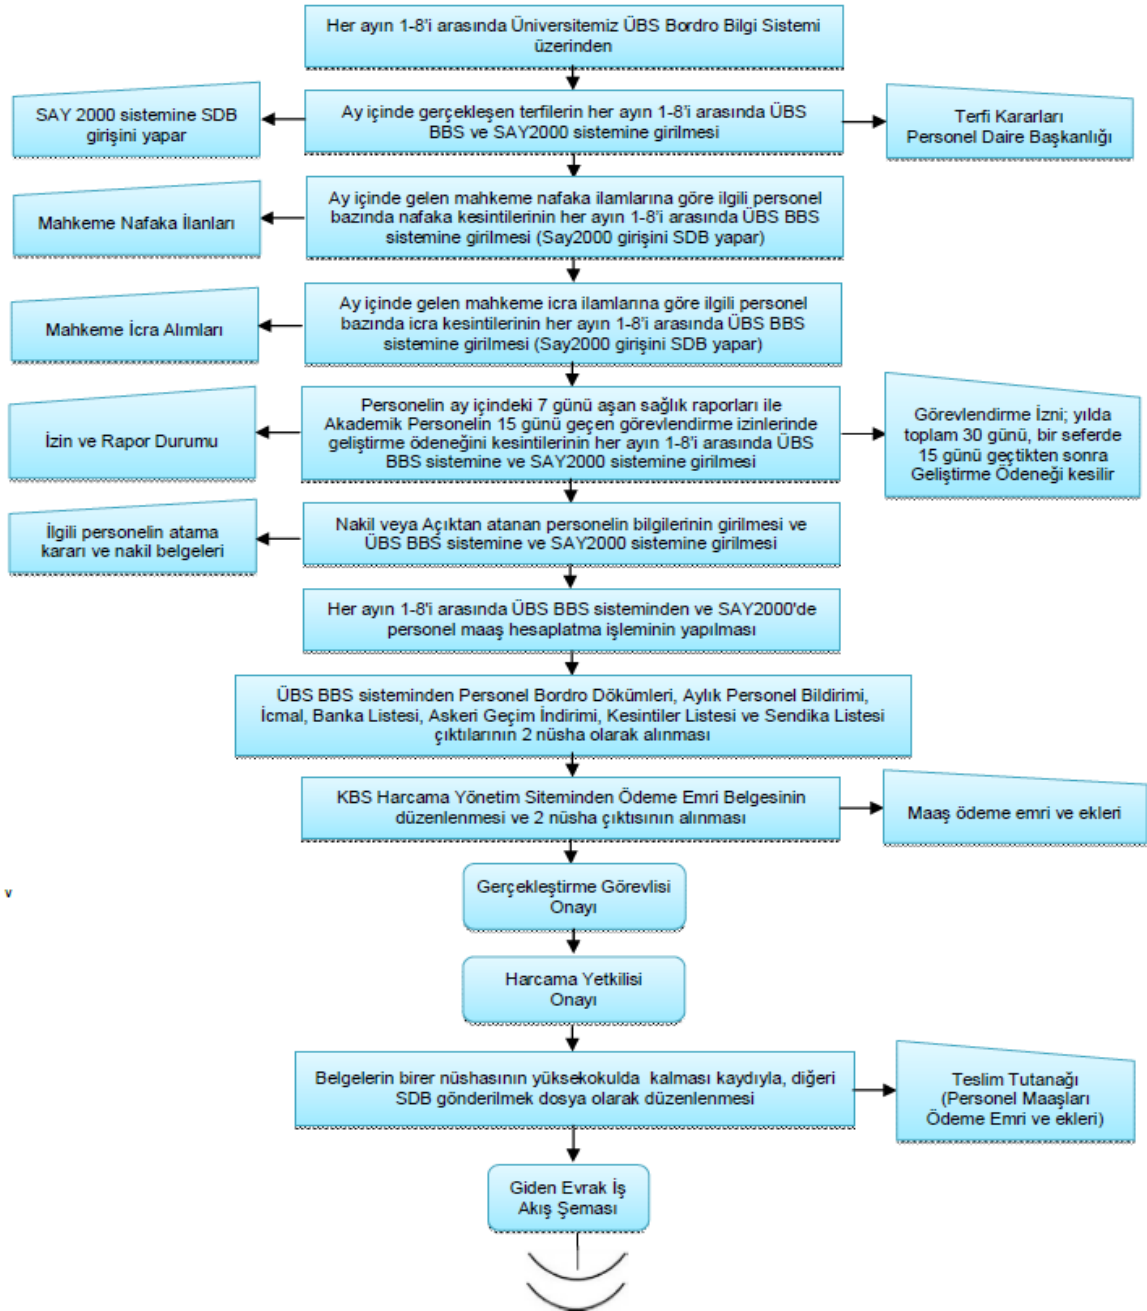 Her ayın 1-8'i arasında Üniversitemiz ÜBS Bordro Bilgi Sistemi
üzerinden
SAY 2000 sistemine SDB
girişini yapar
Ay içinde gerçekleşen terfilerin her ayın 1-8'i arasında ÜBS
BBS ve SAY2000 sistemine girilmesi
Terfi Kararları
Personel Daire Başkanlığı
Mahkeme Nafaka İlanları
Ay içinde gelen mahkeme nafaka ilamlarına göre ilgili personel
bazında nafaka kesintilerinin her ayın 1-8'i arasında ÜBS BBS
sistemine girilmesi (Say2000 girişini SDB yapar)
Mahkeme İcra Alımları
Ay içinde gelen mahkeme icra ilamlarına göre ilgili personel
bazında icra kesintilerinin her ayın 1-8'i arasında ÜBS BBS
sistemine girilmesi (Say2000 girişini SDB yapar)
İzin ve Rapor Durumu
Personelin ay içindeki 7 günü aşan sağlık raporları ile
Akademik Personelin 15 günü geçen görevlendirme izinlerinde
geliştirme ödeneğini kesintilerinin her ayın 1-8'i arasında ÜBS
BBS sistemine ve SAY2000 sistemine girilmesi
Görevlendirme İzni; yılda
toplam 30 günü, bir seferde
15 günü geçtikten sonra
Geliştirme Ödeneği kesilir
İlgili personelin atama
kararı ve nakil belgeleri
Nakil veya Açıktan atanan personelin bilgilerinin girilmesi ve
ÜBS BBS sistemine ve SAY2000 sistemine girilmesi
Her ayın 1-8'i arasında ÜBS BBS sisteminden ve SAY2000'de
personel maaş hesaplatma işleminin yapılması
ÜBS BBS sisteminden Personel Bordro Dökümleri, Aylık Personel Bildirimi,
İcmal, Banka Listesi, Askeri Geçim İndirimi, Kesintiler Listesi ve Sendika Listesi
çıktılarının 2 nüsha olarak alınması
KBS Harcama Yönetim Siteminden Ödeme Emri Belgesinin
düzenlenmesi ve 2 nüsha çıktısının alınması
Maaş ödeme emri ve ekleri
Gerçekleştirme Görevlisi
Onayı
v
Harcama Yetkilisi
Onayı
Belgelerin birer nüshasının yüksekokulda kalması kaydıyla, diğeri
SDB gönderilmek dosya olarak düzenlenmesi
Teslim Tutanağı
(Personel Maaşları
Ödeme Emri ve ekleri)
Giden Evrak İş
Akış Şeması